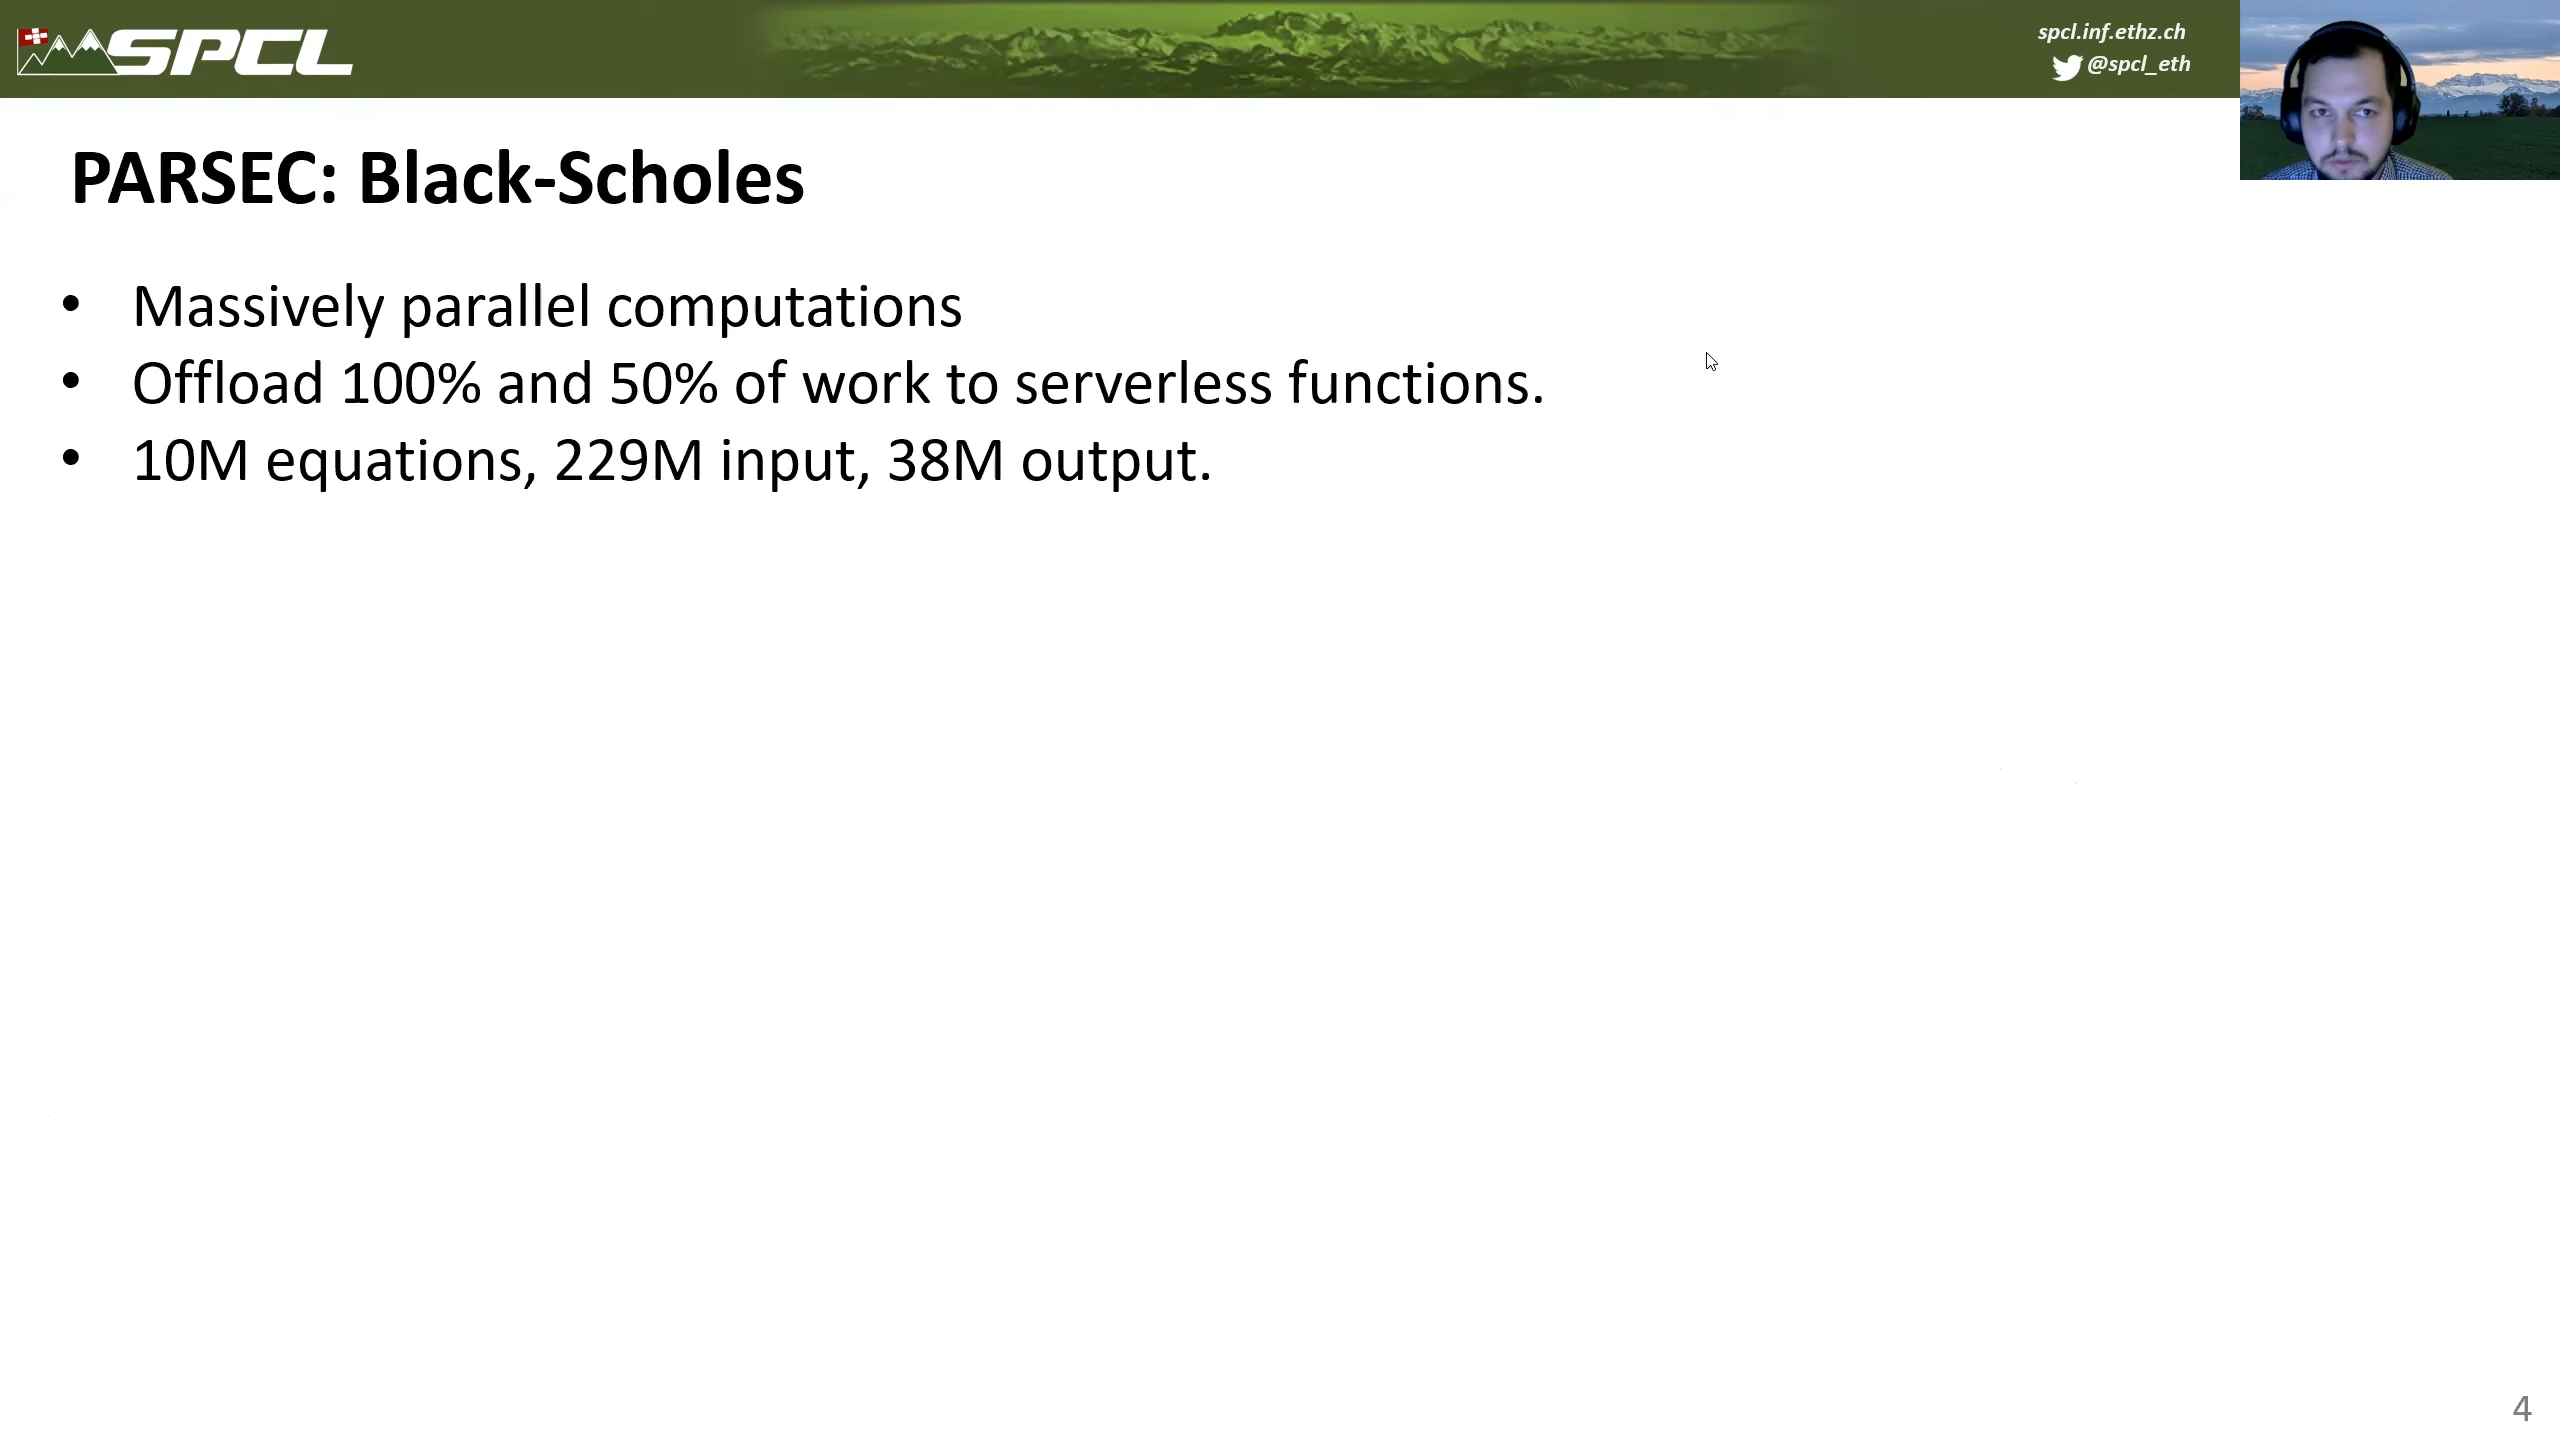 SPCL
spcl.inf.ethz.ch
@spcl_eth
PARSEC: Black-Scholes
• Massively parallel computations
• Offload 100% and 50% of work to serverless functions.
• 10M equations, 229M input, 38M output.
4